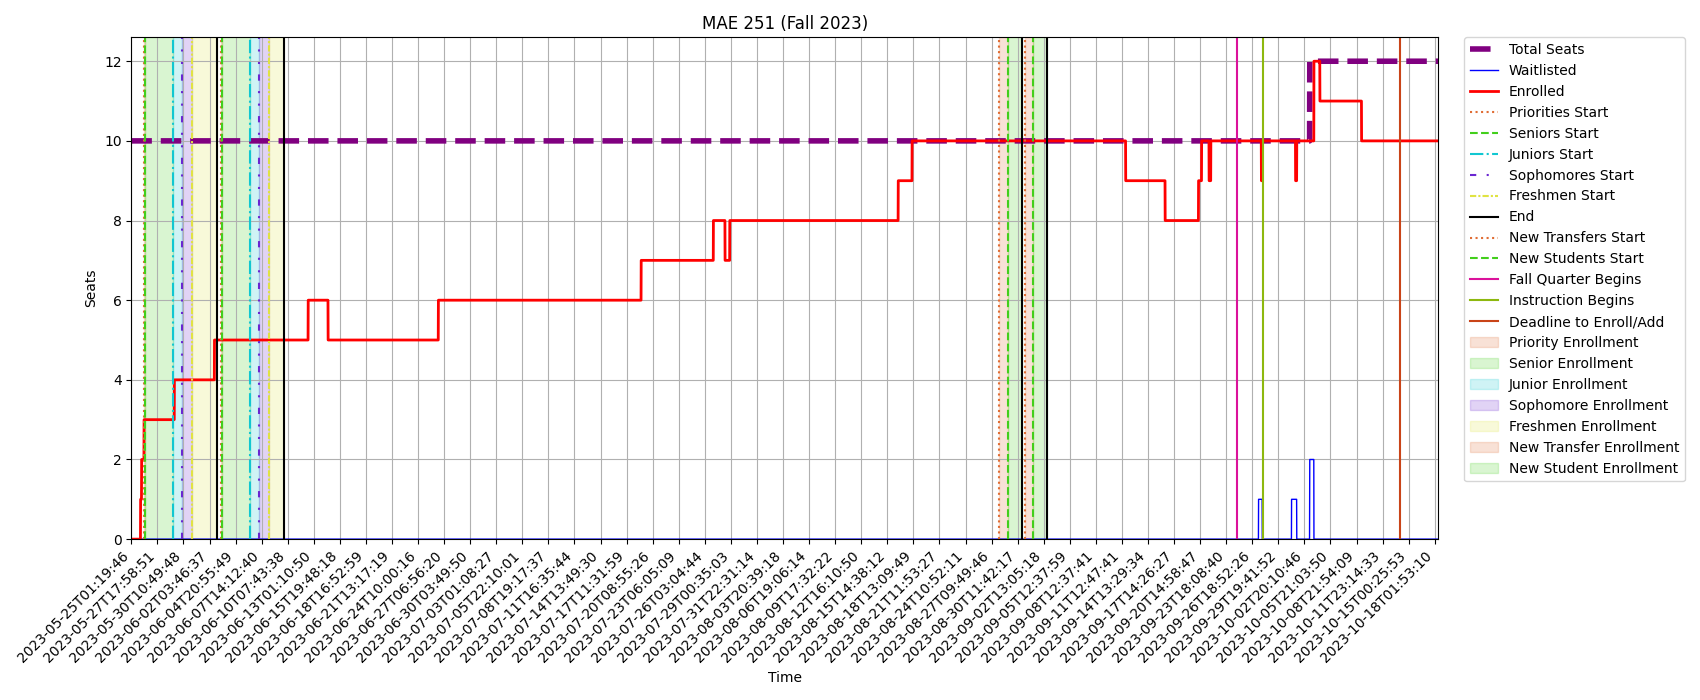 MAE 251 (Fall 2023)
Seats
12
10
8
6
4
2
0
2023-05-25T01:19:46
2023-05-27T17:58:51
2023-05-30T10:49:48
2023-06-02T03:46:37
2023-06-04T20:55:49
2023-06-07T14:12:40
2023-06-10T07:43:38
2023-06-13T01:10:50
2023-06-15T19:48:18
2023-06-18T16:52:59
2023-06-21T13:17:19
2023-06-24T10:00:16
2023-06-27T06:56:20
2023-06-30T03:49:50
2023-07-03T01:08:27
2023-07-05T22:10:01
2023-07-08T19:17:37
2023-07-11T16:35:44
2023-07-14T13:49:30
2023-07-17T11:31:59
2023-07-20T08:55:26
2023-07-23T06:05:09
2023-07-26T03:04:44
2023-07-29T00:35:03
2023-07-31T22:31:14
2023-08-03T20:39:18
2023-08-06T19:06:14
2023-08-09T17:32:22
2023-08-12T16:10:50
2023-08-15T14:38:12
2023-08-18T13:09:49
2023-08-21T11:53:27
2023-08-24T10:52:11
2023-08-27T09:49:46
2023-08-30T11:42:17
2023-09-02T13:05:19
2023-09-05T12:37:59
2023-09-08T12:37:41
2023-09-11T12:47:41
2023-09-14T13:29:34
2023-09-17T14:26:27
2023-09-20T14:58:47
2023-09-23T18:08:40
2023-09-26T18:52:26
2023-09-29T19:41:52
2023-10-02T20:10:46
2023-10-05T21:03:50
2023-10-08T21:54:09
2023-10-11T23:14:33
2023-10-15T00:25:53
2023-10-18T01:53:10
Time
Total Seats
Waitlisted
Enrolled
Priorities Start
Seniors Start
Juniors Start
Sophomores Start
Freshmen Start
End
New Transfers Start
New Students Start
Fall Quarter Begins
Instruction Begins
Deadline to Enroll/Add
Priority Enrollment
Senior Enrollment
Junior Enrollment
Sophomore Enrollment
Freshmen Enrollment
New Transfer Enrollment
New Student Enrollment